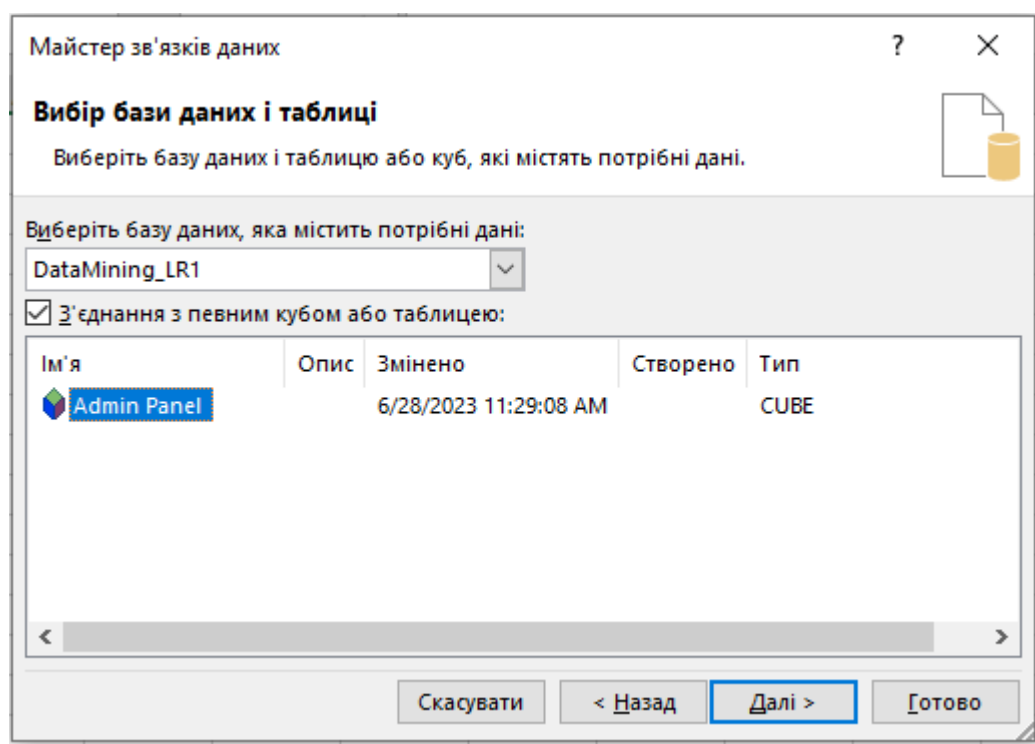 Майстер зв'язків даних ?
Вибір бази даних і таблиці
Виберіть базу даних і таблицю або куб, які містять потрібні дані.
Виберіть базу даних, яка містить потрібні дані:
DataMining_LR1
З'єднання з певним кубом або таблицею:
Ім'я Опис Змінено Створено Тип
Admin Panel 6/28/2023 11:29:08 AM CUBE
Скасувати < Назад Далі > Готово